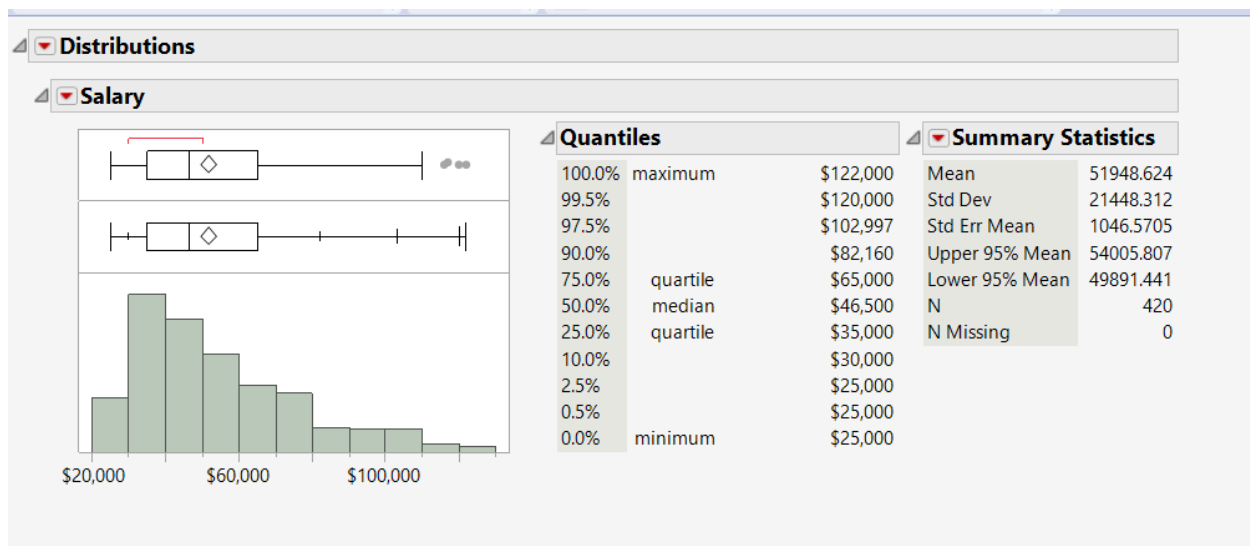 Distributions
Salary
$20,000 $60,000 $100,000
Quantiles
100.0% maximum $122,000
99.5% $120,000
97.5% $102,997
90.0% $82,160
75.0% quartile $65,000
50.0% median $46,500
25.0% quartile $35,000
10.0% $30,000
2.5% $25,000
0.5% $25,000
0.0% minimum $25,000
Summary Statistics
Mean 51948.624
Std Dev 21448.312
Std Err Mean 1046.5705
Upper 95% Mean 54005.807
Lower 95% Mean 49891.441
N 420
N Missing 0